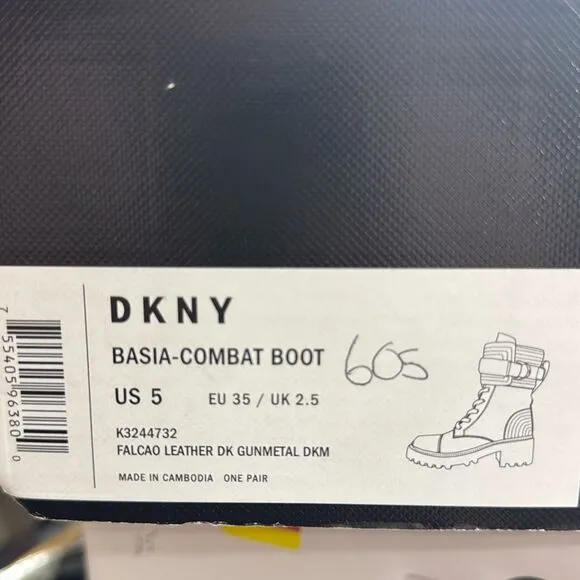 DKNY
BASIA-COMBAT BOOT
605
US 5 EU 35 / UK 2.5
K3244732
FALCAO LEATHER DK GUNMETAL DKM
MADE IN CAMBODIA ONE PAIR
7 55405 96380 0